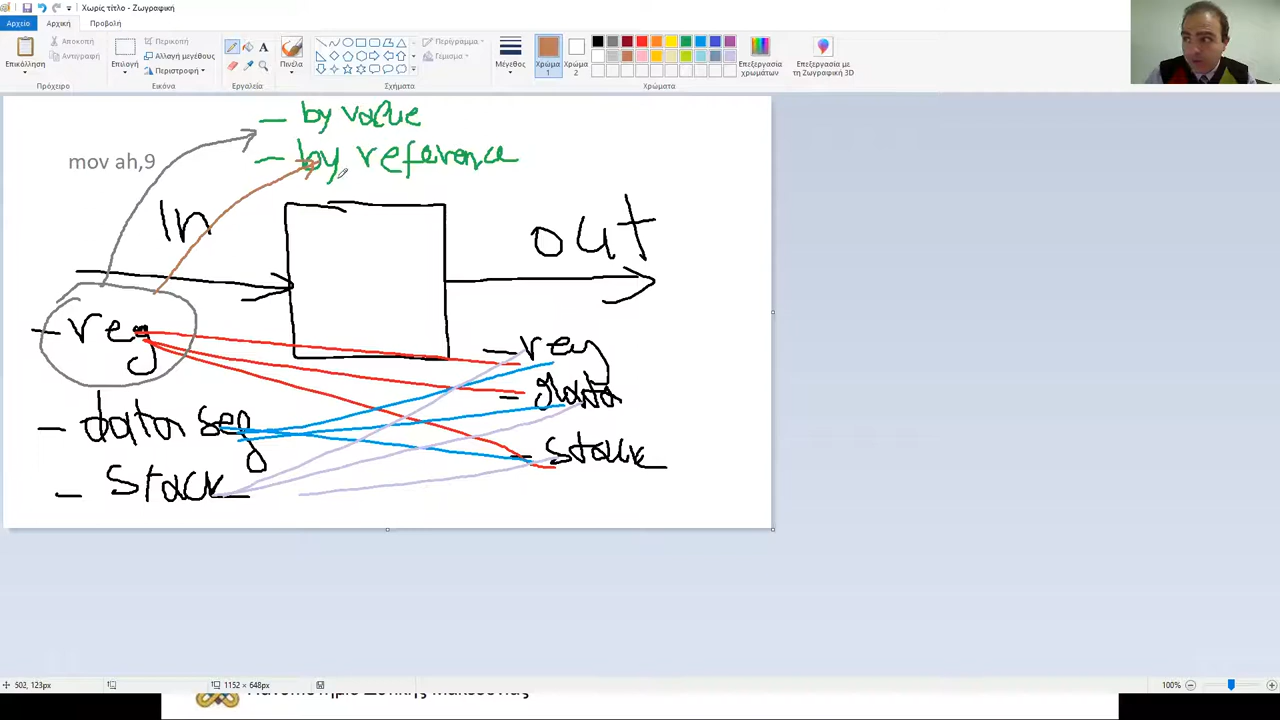 Χωρίς τίτλο - Ζωγραφική
Αρχείο Αρχική Προβολή
Επικόλληση
Αποκοπή
Αντιγραφή
Πρόχειρο
Επιλογή
Περικοπή
Αλλαγή μεγέθους
Περιστροφή
Εικόνα
A
Εργαλεία
Πινέλα
Περίγραμμα
Γέμισμα
Σχήματα
Μέγεθος
Χρώμα 1
Χρώμα 2
Χρώματα
Επεξεργασία χρωμάτων
Επεξεργασία με τη Ζωγραφική 3D
- by value
- by reference
mov ah,9
In
out
- reg
- reg
- data
- data seg
- stack
- Stack
502, 123px
1152 × 648px
100%